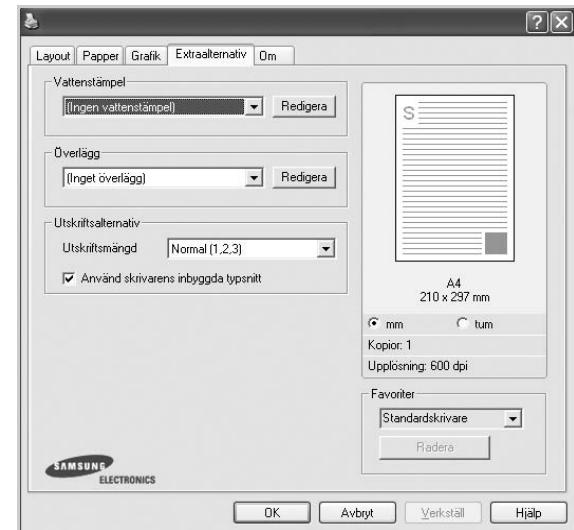 Layout Papper Grafik Extraalternativ Om
Vattenstämpel
(Ingen vattenstämpel) Redigera
Överlägg
(Inget överlägg) Redigera
Utskriftsalternativ
Utskriftsmängd Normal (1,2,3)
Använd skrivarens inbyggda typsnitt
S
A4
210 x 297 mm
mm tum
Kopior: 1
Upplösning: 600 dpi
Favoriter
Standardskrivare
Radera
SAMSUNG
ELECTRONICS
OK Avbryt Verkställ Hjälp